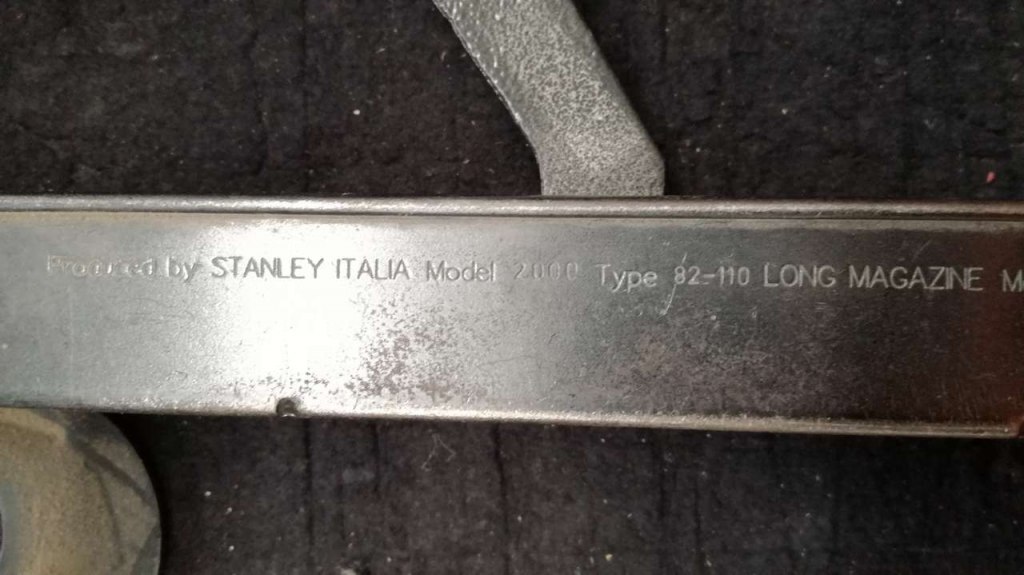 Produced by STANLEY ITALIA Model 2000 Type 82-110 LONG MAGAZINE M